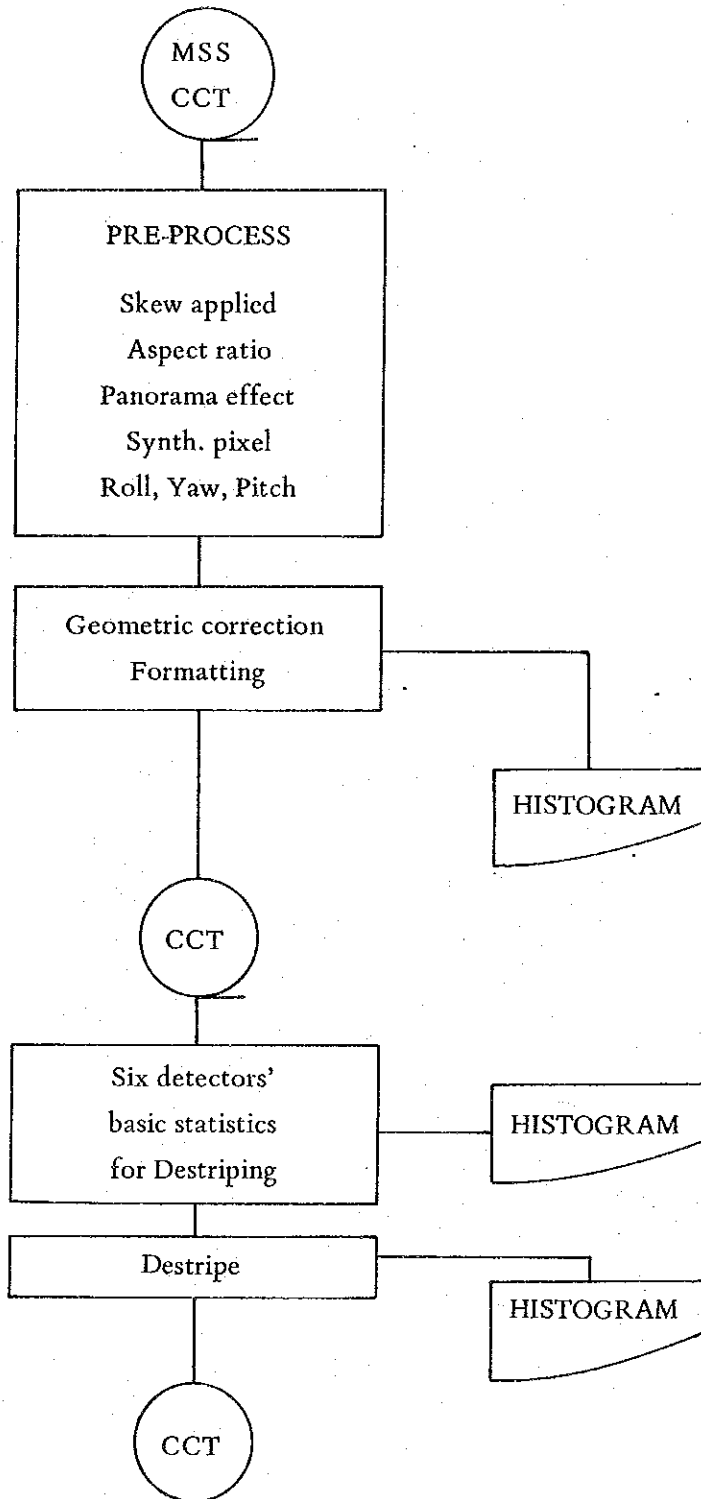 MSS
CCT
PRE-PROCESS
Skew applied
Aspect ratio
Panorama effect
Synth. pixel
Roll, Yaw, Pitch
Geometric correction
Formatting
HISTOGRAM
CCT
Six detectors'
basic statistics
for Destriping
HISTOGRAM
Destripe
HISTOGRAM
CCT